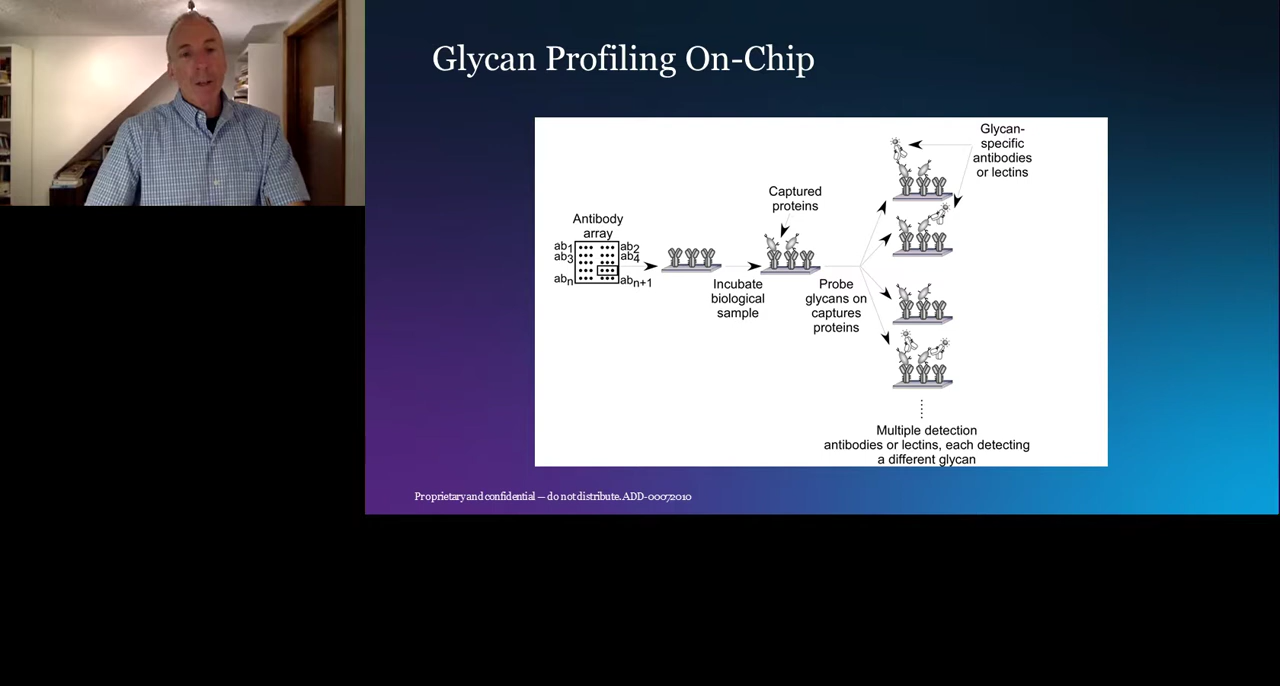 Glycan Profiling On-Chip
Glycan-
specific
antibodies
or lectins
Captured
proteins
Antibody
array
ab1
ab2
ab3
ab4
abn
abn+1
Incubate
biological
sample
Probe
glycans on
captures
proteins
Multiple detection
antibodies or lectins, each detecting
a different glycan
Proprietary and confidential — do not distribute. ADD-00072010